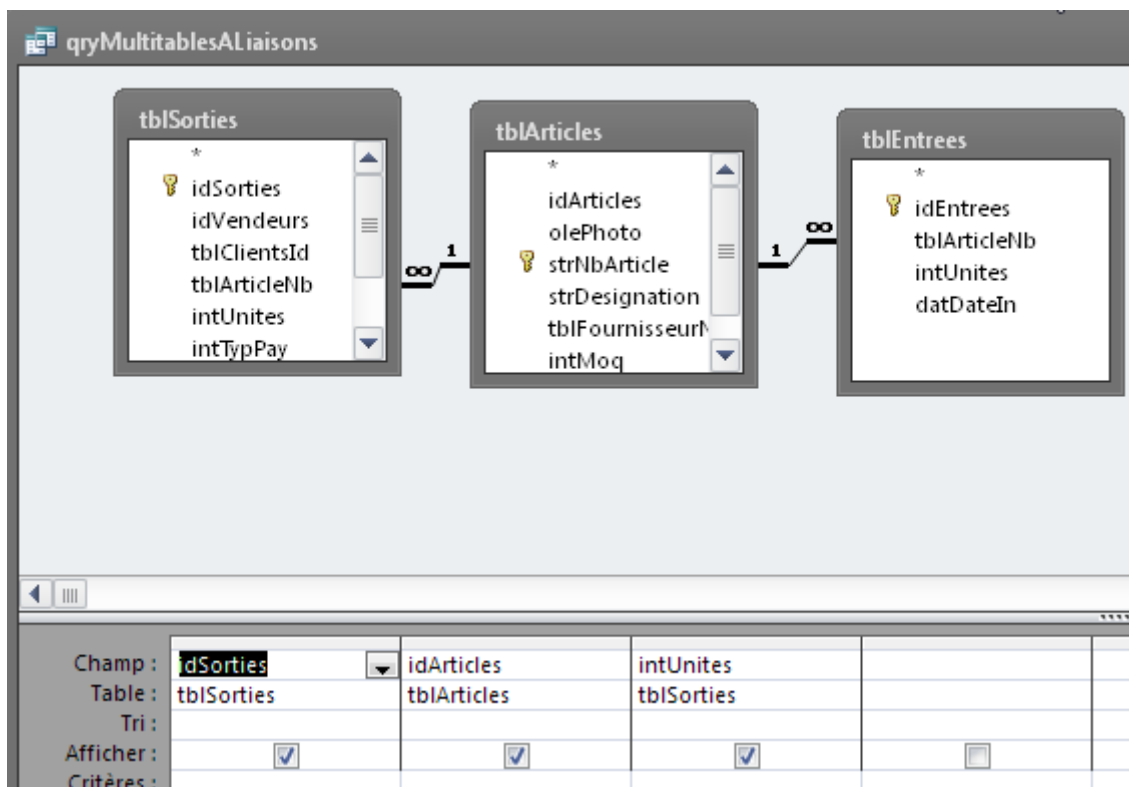 qryMultitablesALiaisons
tblSorties
*
idSorties
idVendeurs
tblClientsId
tblArticleNb
intUnites
intTypPay
∞ 1
tblArticles
*
idArticles
olePhoto
strNbArticle
strDesignation
tblFournisseurN
intMoq
1 ∞
tblEntrees
*
idEntrees
tblArticleNb
intUnites
datDateIn
Champ : idSorties idArticles intUnites
Table : tblSorties tblArticles tblSorties
Tri :
Afficher :
Critères :